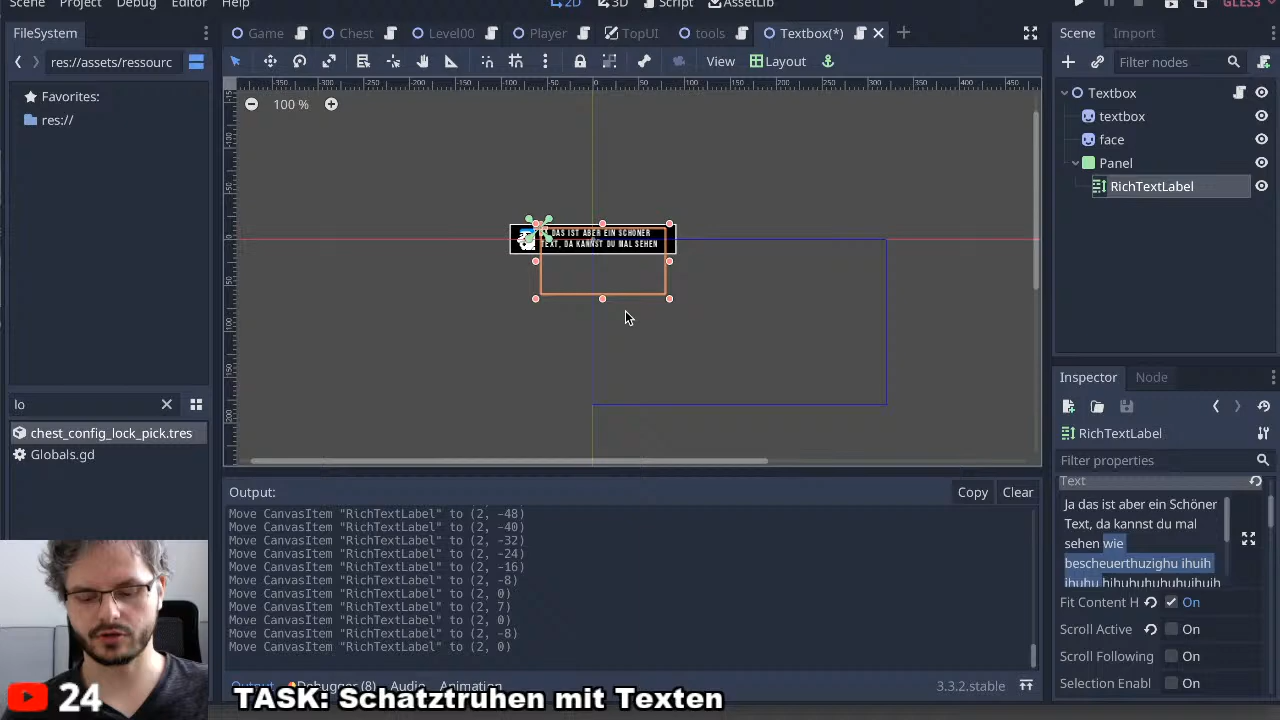 Scene Project Debug Editor Help
2D 3D Script AssetLib
GLES3
FileSystem
Game Chest Level00 Player TopUI tools Textbox(*)
Scene Import
res://assets/ressourc
View Layout
Filter nodes
Favorites:
res://
100 %
Textbox
textbox
face
Panel
RichTextLabel
DAS IST ABER EIN SCHÖNER
TEXT, DA KANNST DU MAL SEHEN
lo
chest_config_lock_pick.tres
Globals.gd
Output:
Copy Clear
Move CanvasItem "RichTextLabel" to (2, -48)
Move CanvasItem "RichTextLabel" to (2, -40)
Move CanvasItem "RichTextLabel" to (2, -32)
Move CanvasItem "RichTextLabel" to (2, -24)
Move CanvasItem "RichTextLabel" to (2, -16)
Move CanvasItem "RichTextLabel" to (2, -8)
Move CanvasItem "RichTextLabel" to (2, 0)
Move CanvasItem "RichTextLabel" to (2, 7)
Move CanvasItem "RichTextLabel" to (2, 0)
Move CanvasItem "RichTextLabel" to (2, -8)
Move CanvasItem "RichTextLabel" to (2, 0)
Output Debugger (8) Audio Animation
3.3.2.stable
Inspector Node
RichTextLabel
Filter properties
Text
Ja das ist aber ein Schöner
Text, da kannst du mal
sehen wie
bescheuerthuzighu ihuih
ihuhu hihuhuhuhuhuihuih
Fit Content H On
Scroll Active On
Scroll Following On
Selection Enabl On
24
TASK: Schatztruhen mit Texten